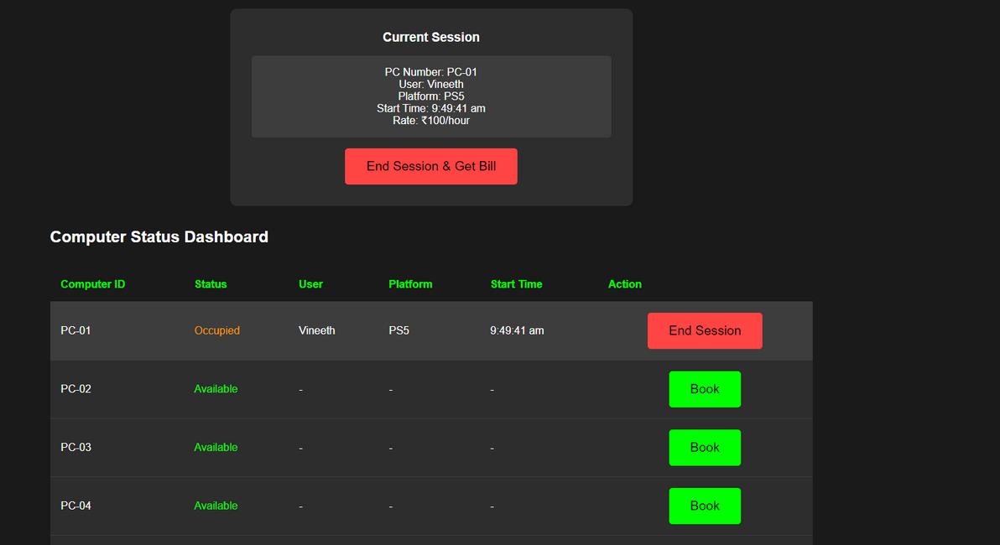 Current Session
PC Number: PC-01
User: Vineeth
Platform: PS5
Start Time: 9:49:41 am
Rate: ₹100/hour
End Session & Get Bill
Computer Status Dashboard
Computer ID Status User Platform Start Time Action
PC-01 Occupied Vineeth PS5 9:49:41 am End Session
PC-02 Available - - - Book
PC-03 Available - - - Book
PC-04 Available - - - Book